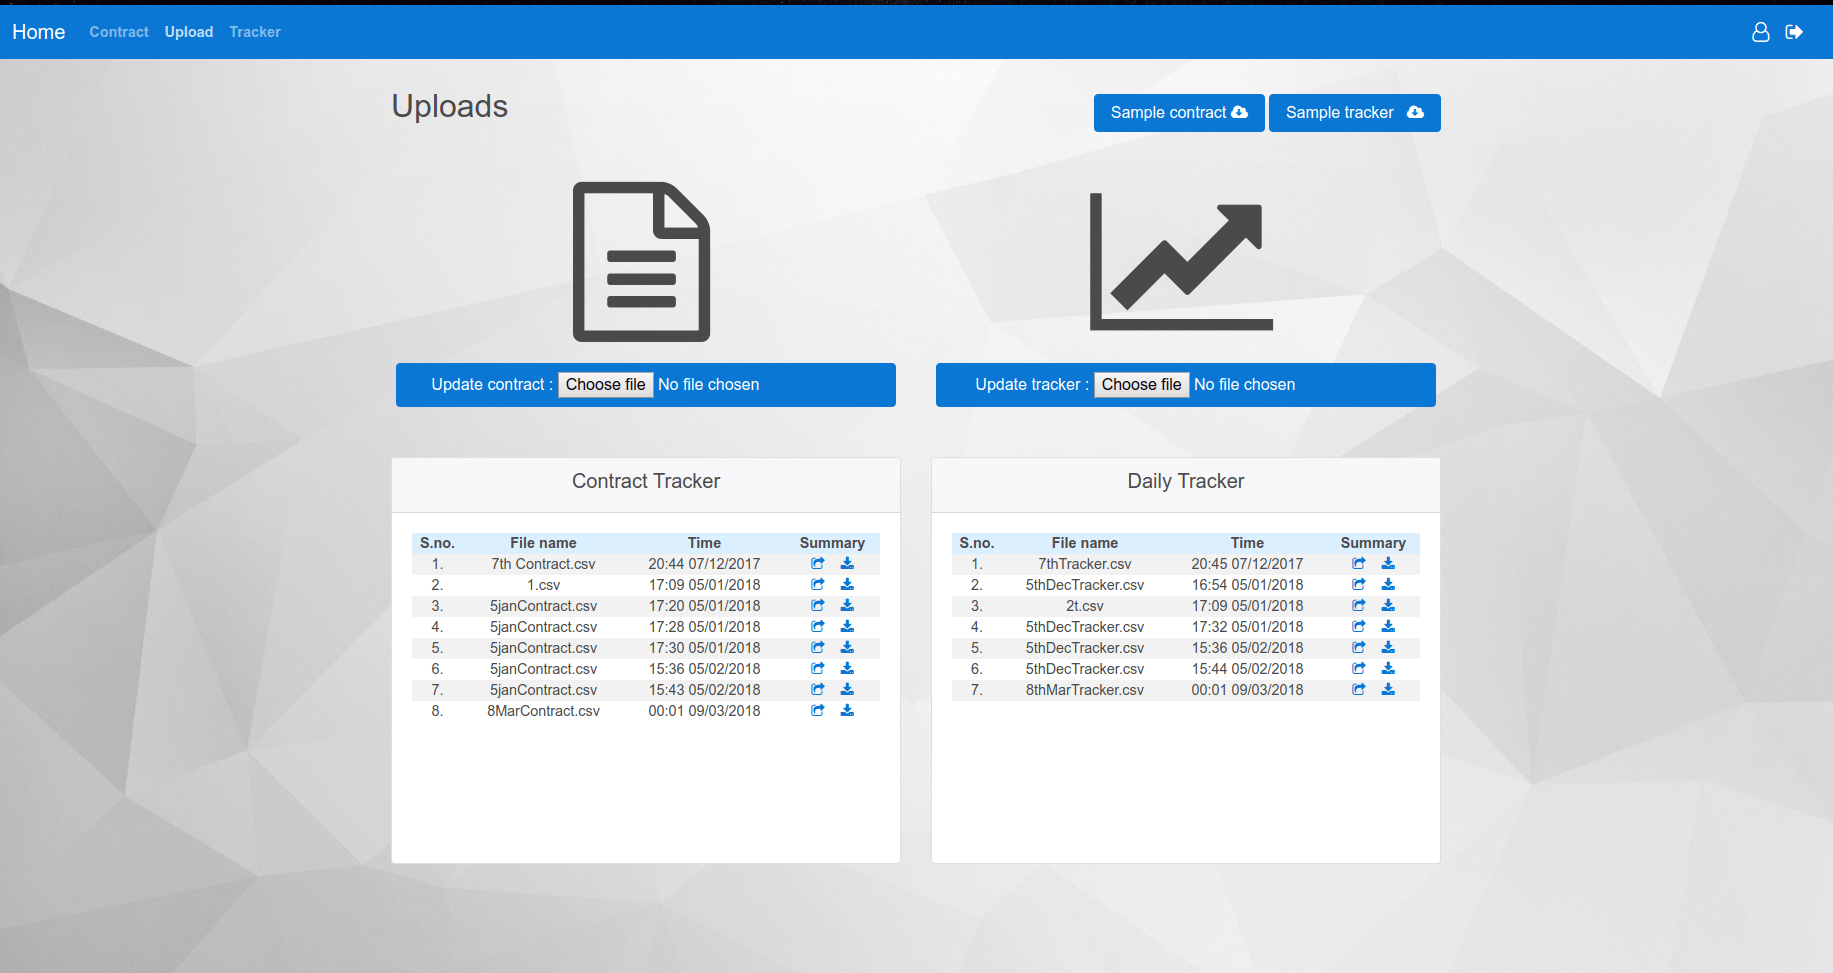 Home Contract Upload Tracker
Uploads
Sample contract Sample tracker
Update contract : Choose file No file chosen
Update tracker : Choose file No file chosen
Contract Tracker
S.no. File name Time Summary
1. 7th Contract.csv 20:44 07/12/2017
2. 1.csv 17:09 05/01/2018
3. 5janContract.csv 17:20 05/01/2018
4. 5janContract.csv 17:28 05/01/2018
5. 5janContract.csv 17:30 05/01/2018
6. 5janContract.csv 15:36 05/02/2018
7. 5janContract.csv 15:43 05/02/2018
8. 8MarContract.csv 00:01 09/03/2018
Daily Tracker
S.no. File name Time Summary
1. 7thTracker.csv 20:45 07/12/2017
2. 5thDecTracker.csv 16:54 05/01/2018
3. 2t.csv 17:09 05/01/2018
4. 5thDecTracker.csv 17:32 05/01/2018
5. 5thDecTracker.csv 15:36 05/02/2018
6. 5thDecTracker.csv 15:44 05/02/2018
7. 8thMarTracker.csv 00:01 09/03/2018